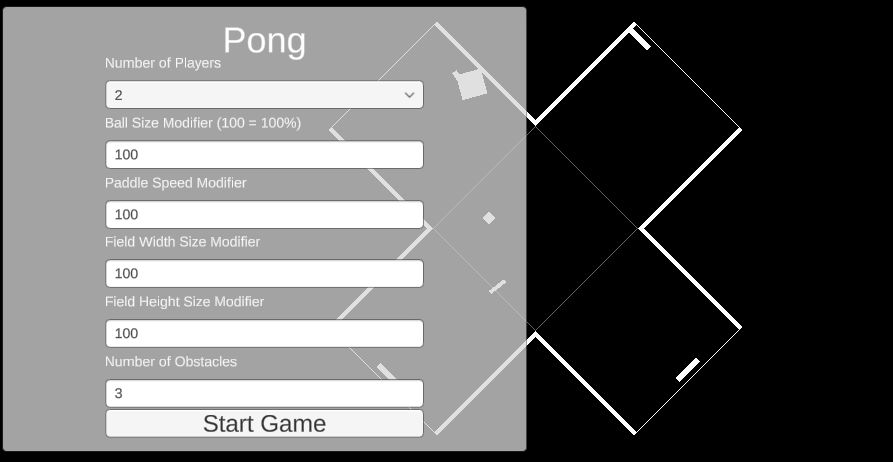 Pong
Number of Players
2
Ball Size Modifier (100 = 100%)
100
Paddle Speed Modifier
100
Field Width Size Modifier
100
Field Height Size Modifier
100
Number of Obstacles
3
Start Game